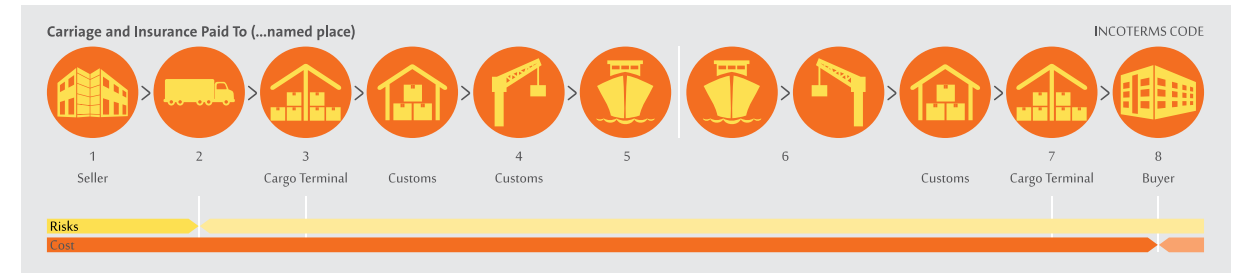 Carriage and Insurance Paid To (...named place) INCOTERMS CODE
1 2 3 4 5 6 7 8
Seller Cargo Terminal Customs Customs Customs Cargo Terminal Buyer
Risks
Cost